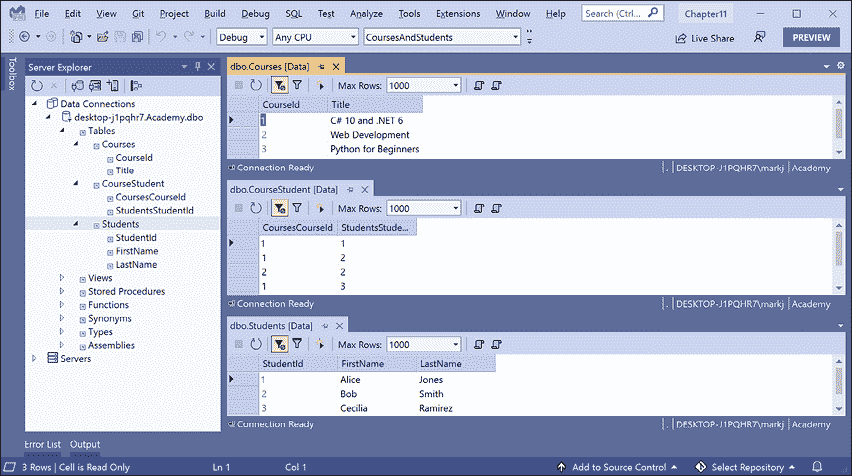 File Edit View Git Project Build Debug SQL Test Analyze Tools Extensions Window Help Search (Ctrl... Chapter11
Debug Any CPU CoursesAndStudents Live Share PREVIEW
Toolbox
Server Explorer
Data Connections
desktop-j1pqhr7.Academy.dbo
Tables
Courses
CourseId
Title
CourseStudent
CoursesCourseId
StudentsStudentId
Students
StudentId
FirstName
LastName
Views
Stored Procedures
Functions
Synonyms
Types
Assemblies
Servers
dbo.Courses [Data]
Max Rows: 1000
CourseId Title
1 C# 10 and .NET 6
2 Web Development
3 Python for Beginners
Connection Ready . DESKTOP-J1PQHR7\markj Academy
dbo.CourseStudent [Data]
Max Rows: 1000
CoursesCourseId StudentsStude...
1 1
1 2
2 2
1 3
Connection Ready . DESKTOP-J1PQHR7\markj Academy
dbo.Students [Data]
Max Rows: 1000
StudentId FirstName LastName
1 Alice Jones
2 Bob Smith
3 Cecilia Ramirez
Connection Ready . DESKTOP-J1PQHR7\markj Academy
Error List Output
3 Rows | Cell is Read Only Ln 1 Col 1 Add to Source Control Select Repository